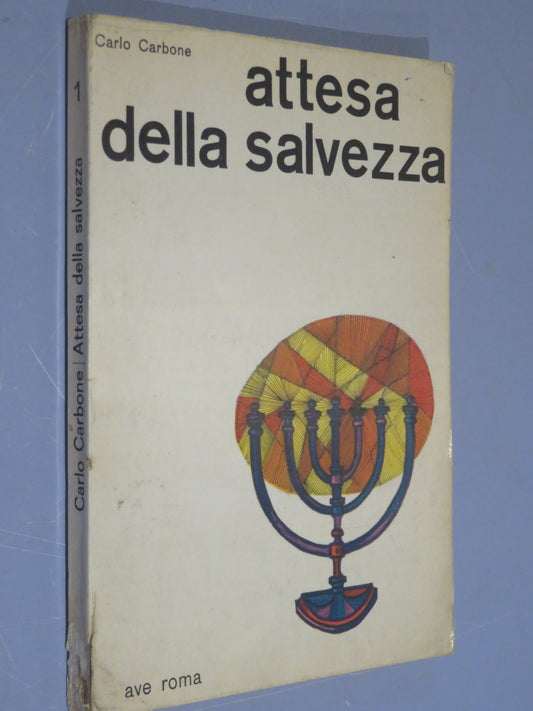 Carlo Carbone
attesa
della salvezza
ave roma
Carlo Carbone | Attesa della salvezza 1